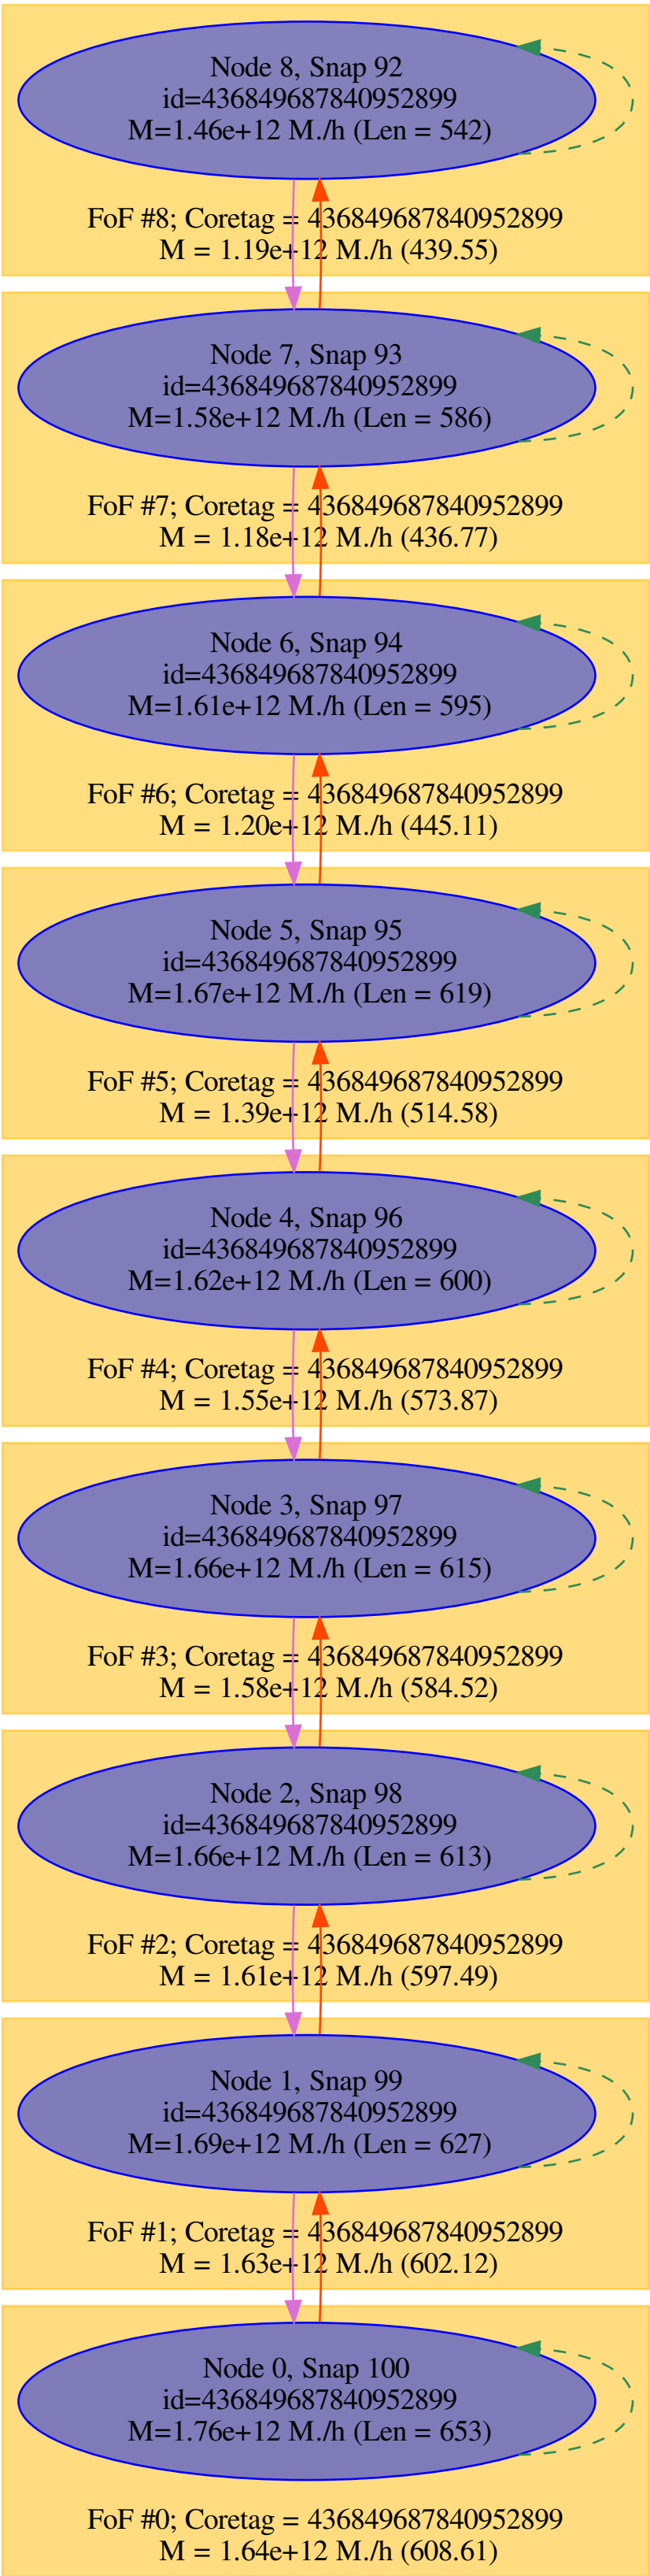 Node 8, Snap 92
id=436849687840952899
M=1.46e+12 M./h (Len = 542)
FoF #8; Coretag = 436849687840952899
M = 1.19e+12 M./h (439.55)
Node 7, Snap 93
id=436849687840952899
M=1.58e+12 M./h (Len = 586)
FoF #7; Coretag = 436849687840952899
M = 1.18e+12 M./h (436.77)
Node 6, Snap 94
id=436849687840952899
M=1.61e+12 M./h (Len = 595)
FoF #6; Coretag = 436849687840952899
M = 1.20e+12 M./h (445.11)
Node 5, Snap 95
id=436849687840952899
M=1.67e+12 M./h (Len = 619)
FoF #5; Coretag = 436849687840952899
M = 1.39e+12 M./h (514.58)
Node 4, Snap 96
id=436849687840952899
M=1.62e+12 M./h (Len = 600)
FoF #4; Coretag = 436849687840952899
M = 1.55e+12 M./h (573.87)
Node 3, Snap 97
id=436849687840952899
M=1.66e+12 M./h (Len = 615)
FoF #3; Coretag = 436849687840952899
M = 1.58e+12 M./h (584.52)
Node 2, Snap 98
id=436849687840952899
M=1.66e+12 M./h (Len = 613)
FoF #2; Coretag = 436849687840952899
M = 1.61e+12 M./h (597.49)
Node 1, Snap 99
id=436849687840952899
M=1.69e+12 M./h (Len = 627)
FoF #1; Coretag = 436849687840952899
M = 1.63e+12 M./h (602.12)
Node 0, Snap 100
id=436849687840952899
M=1.76e+12 M./h (Len = 653)
FoF #0; Coretag = 436849687840952899
M = 1.64e+12 M./h (608.61)